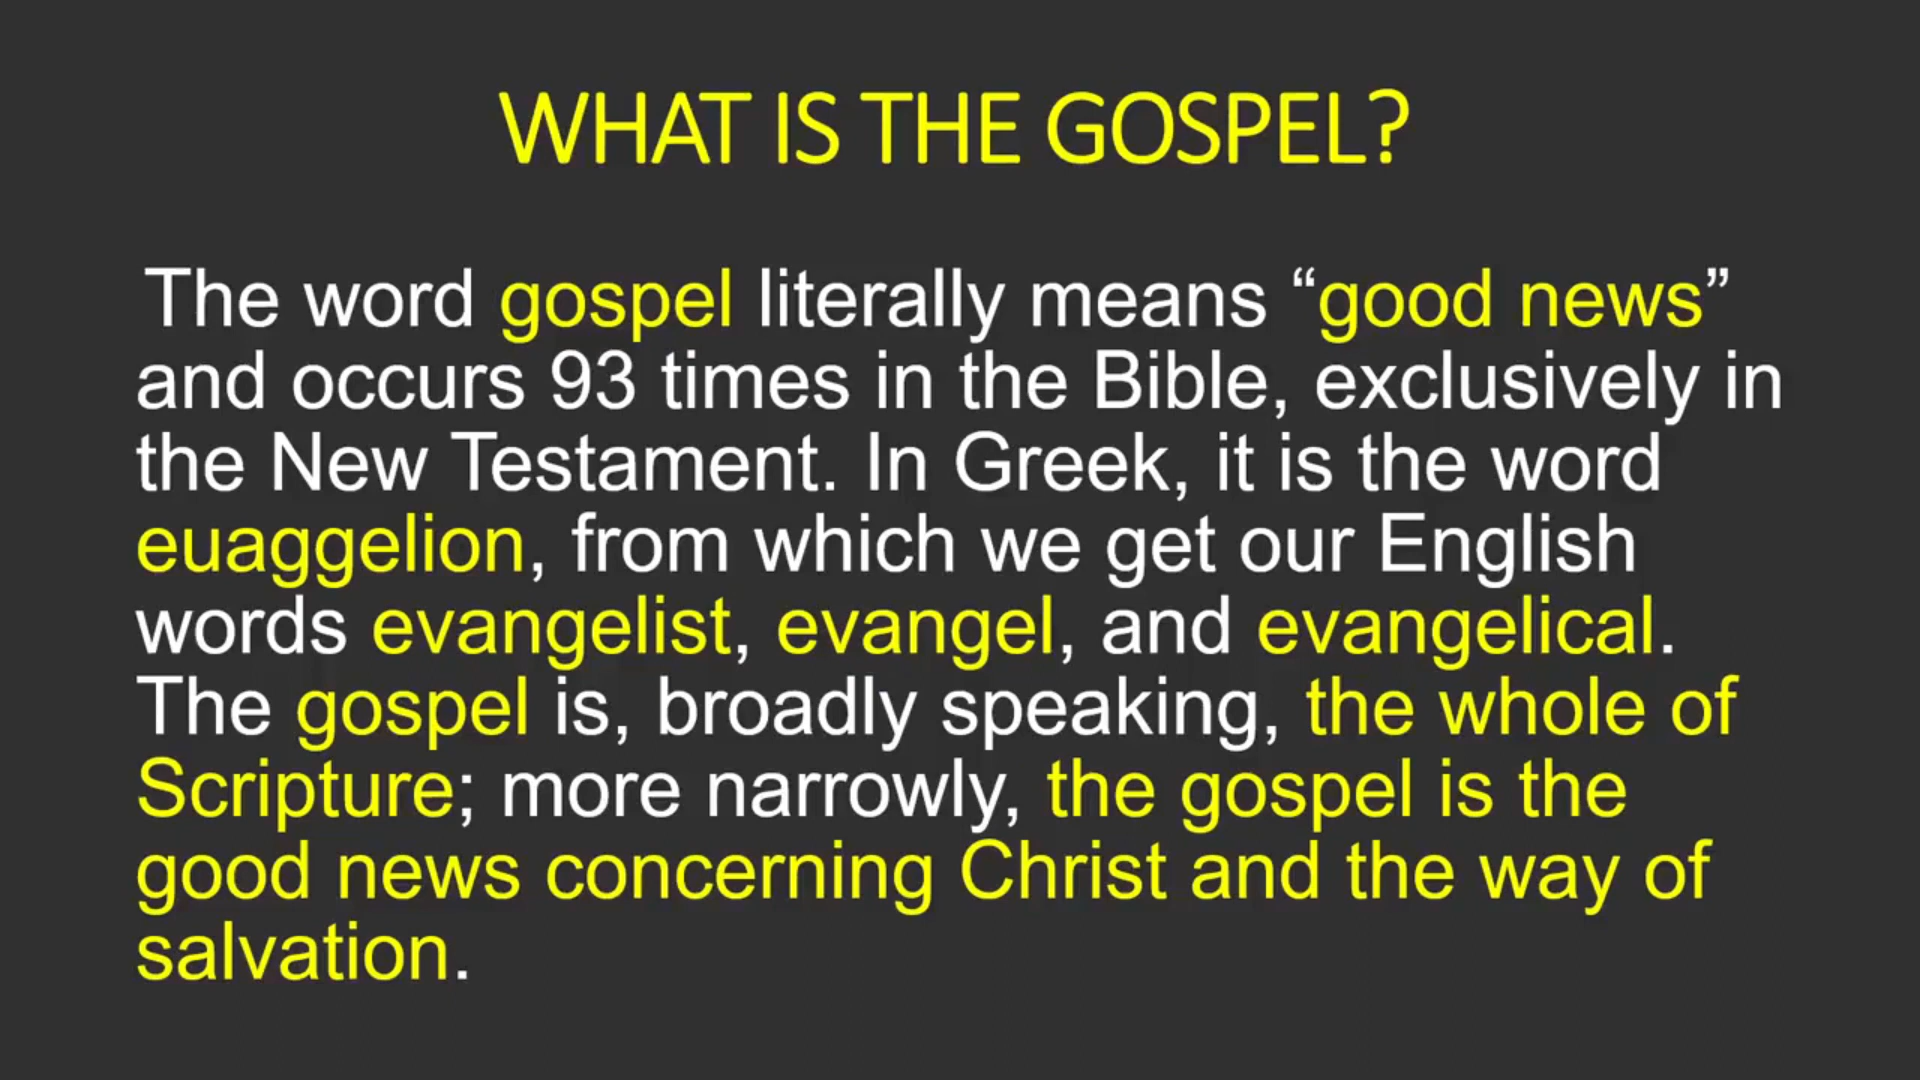 WHAT IS THE GOSPEL?
The word gospel literally means “good news”
and occurs 93 times in the Bible, exclusively in
the New Testament. In Greek, it is the word
euaggelion, from which we get our English
words evangelist, evangel, and evangelical.
The gospel is, broadly speaking, the whole of
Scripture; more narrowly, the gospel is the
good news concerning Christ and the way of
salvation.